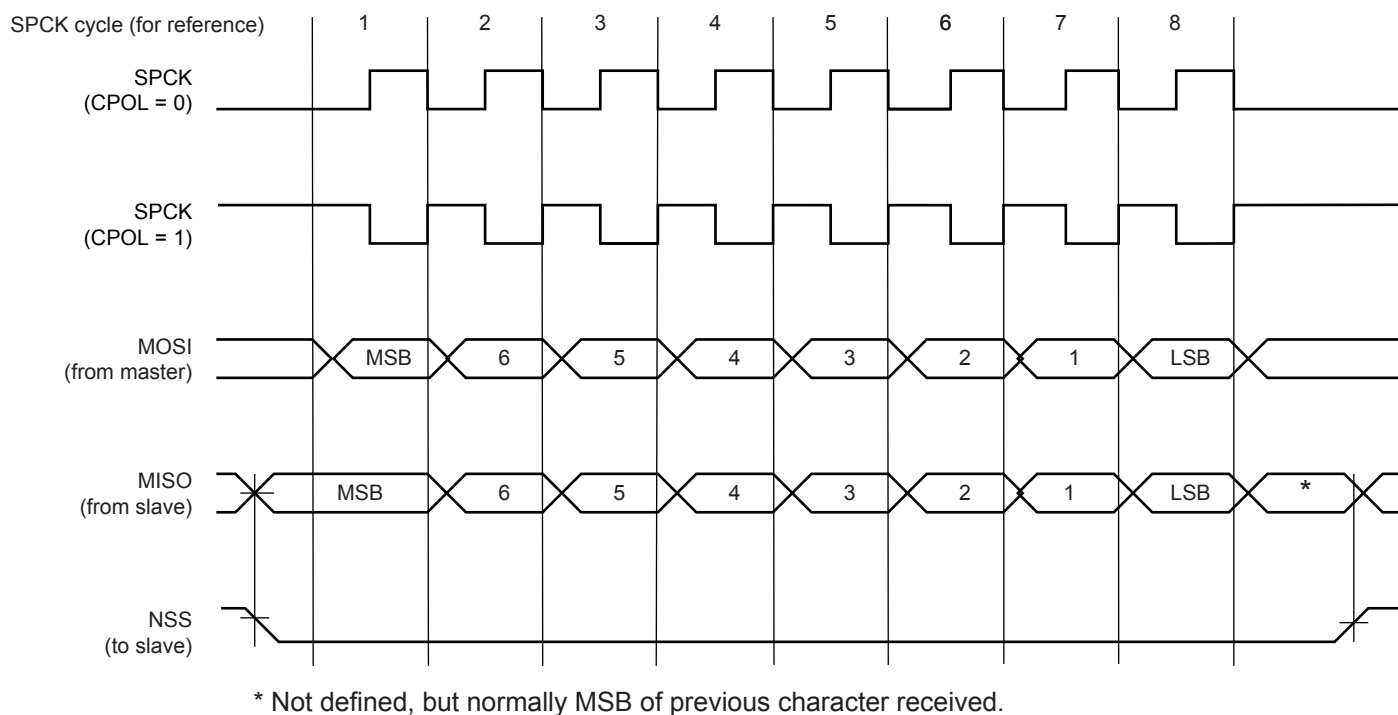 SPCK cycle (for reference) 1 2 3 4 5 6 7 8
SPCK
(CPOL = 0)
SPCK
(CPOL = 1)
MOSI
(from master)
MSB 6 5 4 3 2 1 LSB
MISO
(from slave)
MSB 6 5 4 3 2 1 LSB *
NSS
(to slave)
* Not defined, but normally MSB of previous character received.